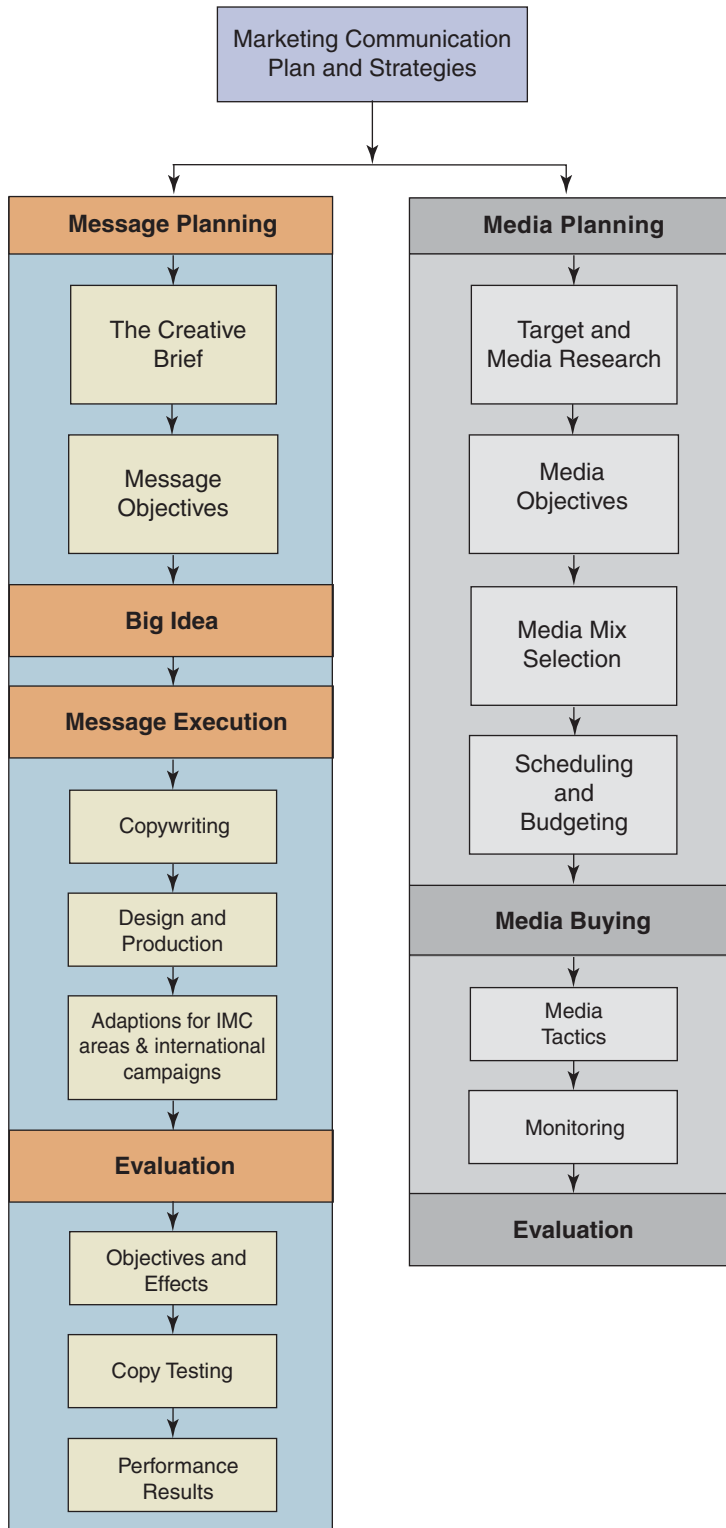 Marketing Communication
Plan and Strategies
Message Planning
The Creative
Brief
Message
Objectives
Big Idea
Message Execution
Copywriting
Design and
Production
Adaptions for IMC
areas & international
campaigns
Evaluation
Objectives and
Effects
Copy Testing
Performance
Results
Media Planning
Target and
Media Research
Media
Objectives
Media Mix
Selection
Scheduling
and
Budgeting
Media Buying
Media
Tactics
Monitoring
Evaluation